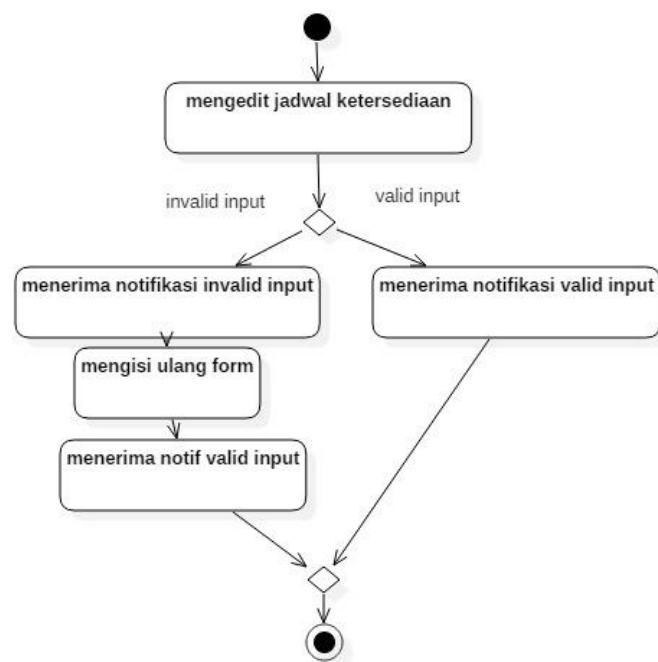 mengedit jadwal ketersediaan
invalid input
valid input
menerima notifikasi invalid input
menerima notifikasi valid input
mengisi ulang form
menerima notif valid input